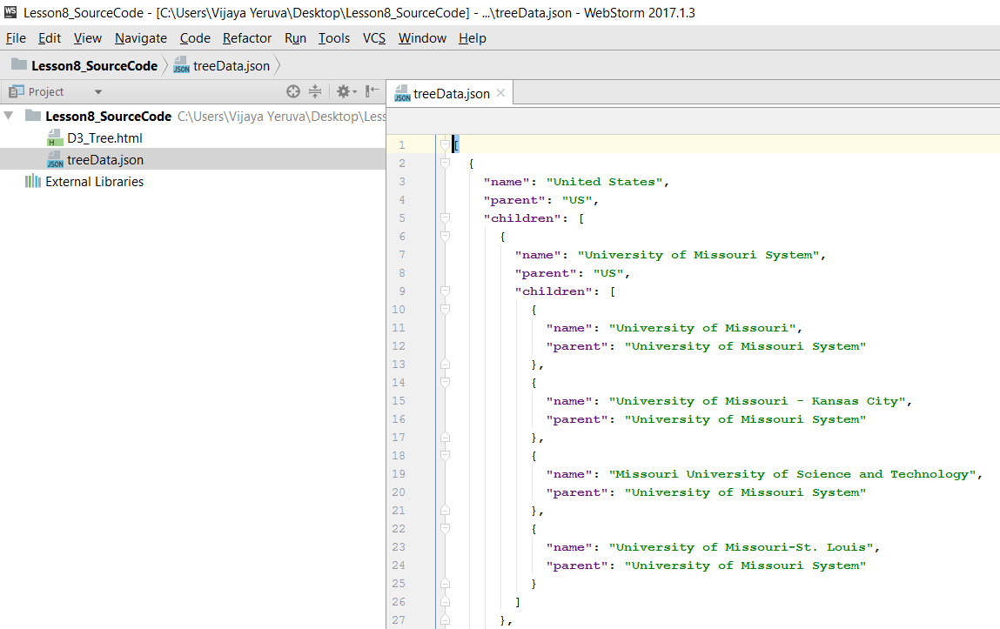 WS Lesson8_SourceCode - [C:\Users\Vijaya Yeruva\Desktop\Lesson8_SourceCode] - ...\treeData.json - WebStorm 2017.1.3
File Edit View Navigate Code Refactor Run Tools VCS Window Help
Lesson8_SourceCode JSON treeData.json
Project
JSON treeData.json
Lesson8_SourceCode C:\Users\Vijaya Yeruva\Desktop\Less
H D3_Tree.html
JSON treeData.json
External Libraries
1 [
2 {
3 "name": "United States",
4 "parent": "US",
5 "children": [
6 {
7 "name": "University of Missouri System",
8 "parent": "US",
9 "children": [
10 {
11 "name": "University of Missouri",
12 "parent": "University of Missouri System"
13 },
14 {
15 "name": "University of Missouri - Kansas City",
16 "parent": "University of Missouri System"
17 },
18 {
19 "name": "Missouri University of Science and Technology",
20 "parent": "University of Missouri System"
21 },
22 {
23 "name": "University of Missouri-St. Louis",
24 "parent": "University of Missouri System"
25 }
26 ]
27 },